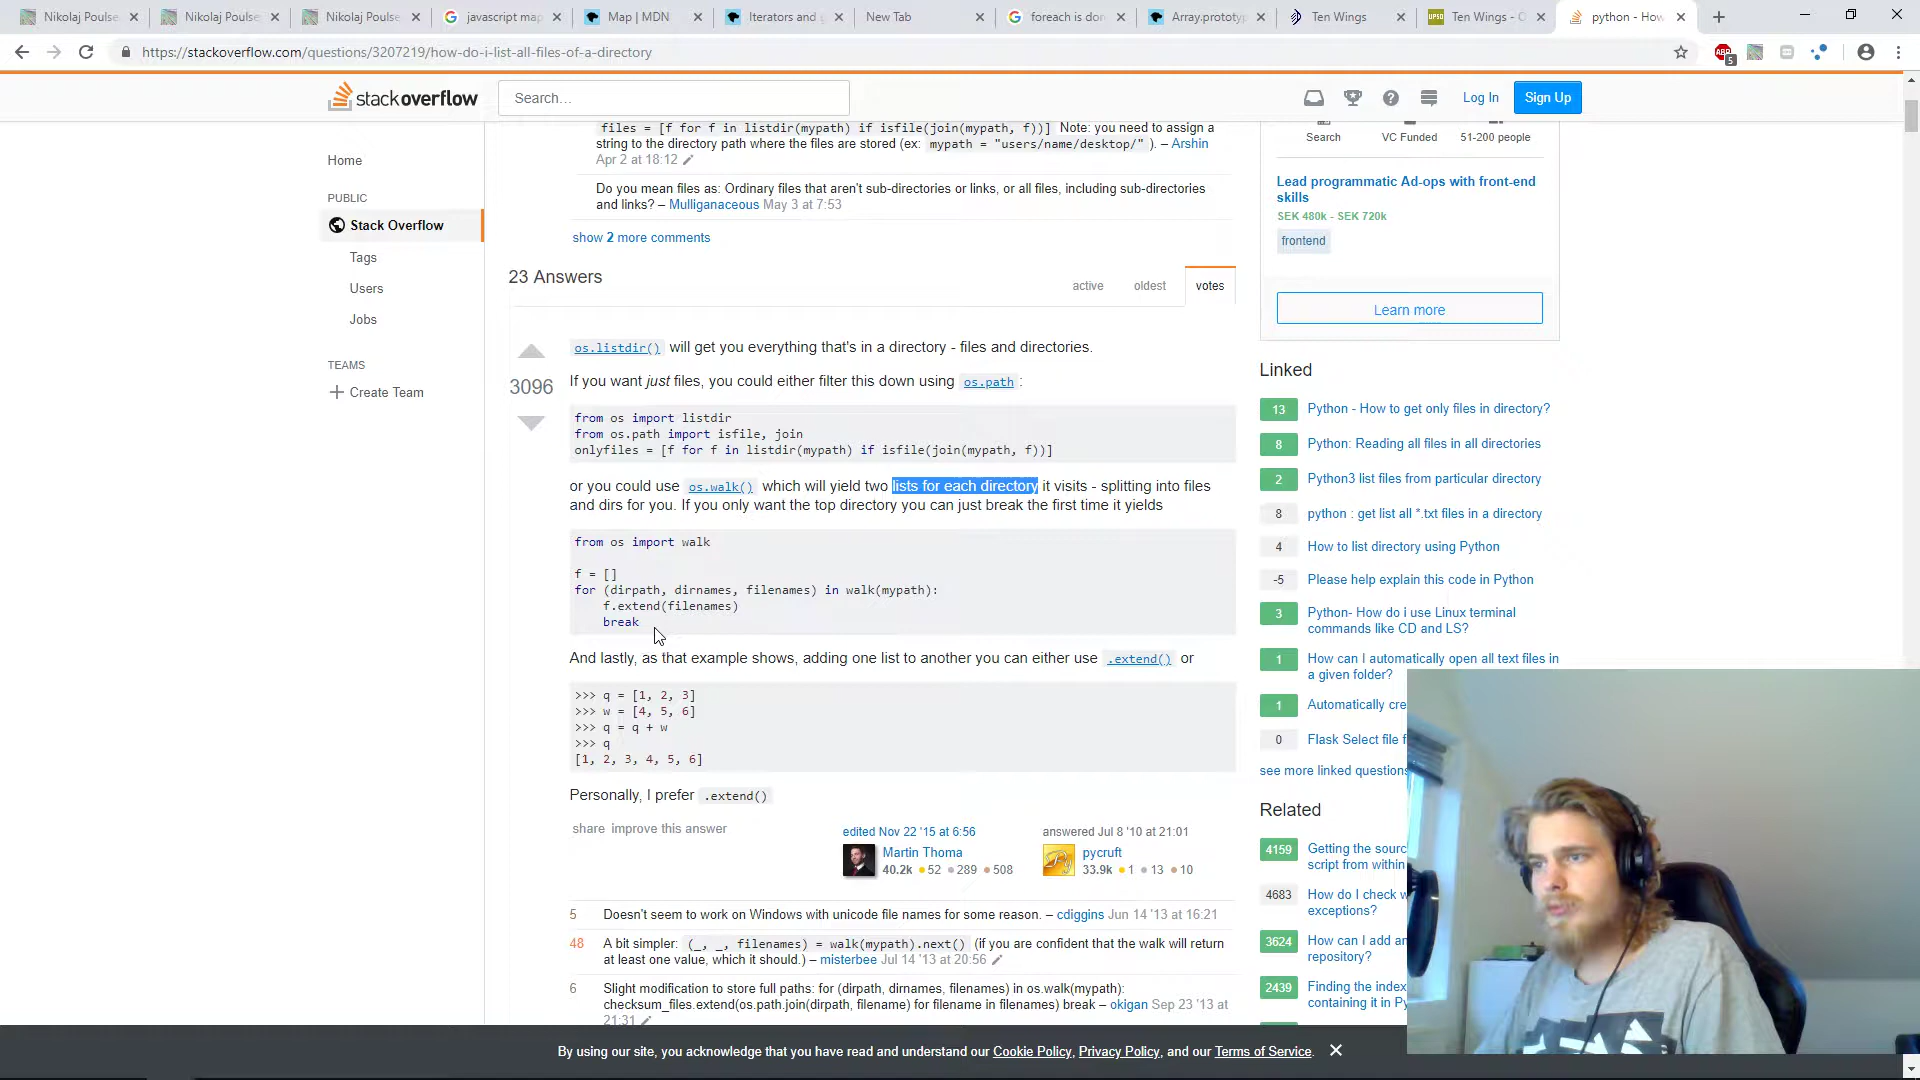 Nikolaj Poulse
Nikolaj Poulse
Nikolaj Poulse
javascript map
Map | MDN
Iterators and g
New Tab
foreach is don
Array.prototyp
Ten Wings
Ten Wings - O
python - How
https://stackoverflow.com/questions/3207219/how-do-i-list-all-files-of-a-directory
ABP
5
stackoverflow
Search...
Log In
Sign Up
Home
PUBLIC
Stack Overflow
Tags
Users
Jobs
TEAMS
Create Team
files = [f for f in listdir(mypath) if isfile(join(mypath, f))] Note: you need to assign a
string to the directory path where the files are stored (ex: mypath = "users/name/desktop/" ). – Arshin
Apr 2 at 18:12
Do you mean files as: Ordinary files that aren't sub-directories or links, or all files, including sub-directories
and links? – Mulliganaceous May 3 at 7:53
show 2 more comments
23 Answers
active
oldest
votes
3096
os.listdir() will get you everything that's in a directory - files and directories.
If you want just files, you could either filter this down using os.path :
from os import listdir
from os.path import isfile, join
onlyfiles = [f for f in listdir(mypath) if isfile(join(mypath, f))]
or you could use os.walk() which will yield two lists for each directory it visits - splitting into files
and dirs for you. If you only want the top directory you can just break the first time it yields
from os import walk
f = []
for (dirpath, dirnames, filenames) in walk(mypath):
    f.extend(filenames)
    break
And lastly, as that example shows, adding one list to another you can either use .extend() or
>>> q = [1, 2, 3]
>>> w = [4, 5, 6]
>>> q = q + w
>>> q
[1, 2, 3, 4, 5, 6]
Personally, I prefer .extend()
share improve this answer
edited Nov 22 '15 at 6:56
Martin Thoma
40.2k 52 289 508
answered Jul 8 '10 at 21:01
pycruft
33.9k 1 13 10
5 Doesn't seem to work on Windows with unicode file names for some reason. – cdiggins Jun 14 '13 at 16:21
48 A bit simpler: (_, _, filenames) = walk(mypath).next() (if you are confident that the walk will return
at least one value, which it should.) – misterbee Jul 14 '13 at 20:56
6 Slight modification to store full paths: for (dirpath, dirnames, filenames) in os.walk(mypath):
checksum_files.extend(os.path.join(dirpath, filename) for filename in filenames) break – okigan Sep 23 '13 at
21:31
Search
VC Funded
51-200 people
Lead programmatic Ad-ops with front-end
skills
SEK 480k - SEK 720k
frontend
Learn more
Linked
13 Python - How to get only files in directory?
8 Python: Reading all files in all directories
2 Python3 list files from particular directory
8 python : get list all *.txt files in a directory
4 How to list directory using Python
-5 Please help explain this code in Python
3 Python- How do i use Linux terminal
commands like CD and LS?
1 How can I automatically open all text files in
a given folder?
1 Automatically cre
0 Flask Select file f
see more linked questions
Related
4159 Getting the sourc
script from within
4683 How do I check w
exceptions?
3624 How can I add an
repository?
2439 Finding the index
containing it in Py
By using our site, you acknowledge that you have read and understand our Cookie Policy, Privacy Policy, and our Terms of Service.